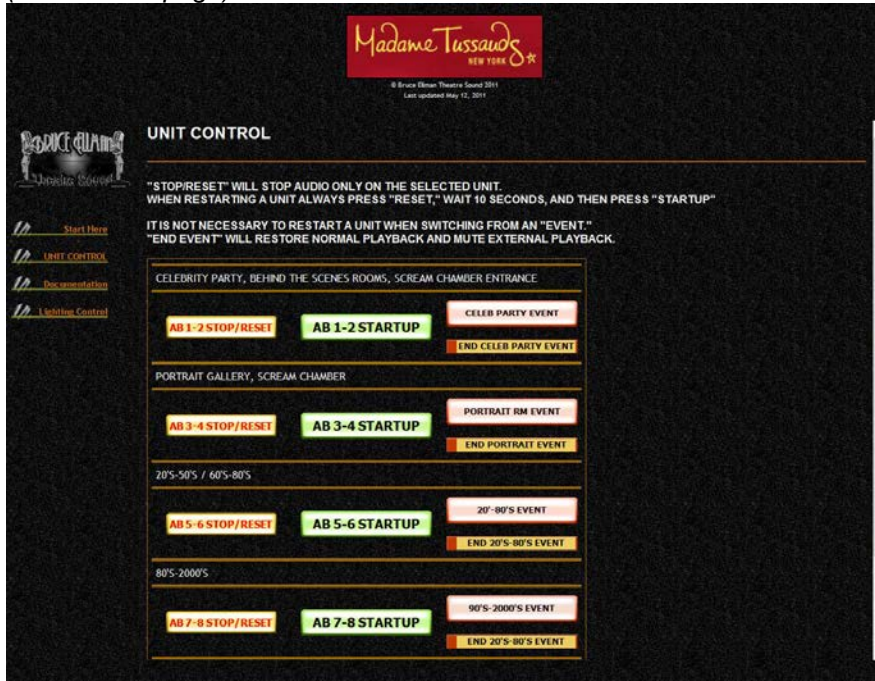 Madame Tussauds
NEW YORK
© Bruce Ellman Theatre Sound 2011
Last updated May 12, 2011
BRUCE ELLMAN
Theatre Sound
UNIT CONTROL
"STOP/RESET" WILL STOP AUDIO ONLY ON THE SELECTED UNIT.
WHEN RESTARTING A UNIT ALWAYS PRESS "RESET," WAIT 10 SECONDS, AND THEN PRESS "STARTUP"
IT IS NOT NECESSARY TO RESTART A UNIT WHEN SWITCHING FROM AN "EVENT."
"END EVENT" WILL RESTORE NORMAL PLAYBACK AND MUTE EXTERNAL PLAYBACK.
Start Here
UNIT CONTROL
Documentation
Lighting Control
CELEBRITY PARTY, BEHIND THE SCENES ROOMS, SCREAM CHAMBER ENTRANCE
AB 1-2 STOP/RESET
AB 1-2 STARTUP
CELEB PARTY EVENT
END CELEB PARTY EVENT
PORTRAIT GALLERY, SCREAM CHAMBER
AB 3-4 STOP/RESET
AB 3-4 STARTUP
PORTRAIT RM EVENT
END PORTRAIT EVENT
20'S-50'S / 60'S-80'S
AB 5-6 STOP/RESET
AB 5-6 STARTUP
20'-80'S EVENT
END 20'S-80'S EVENT
80'S-2000'S
AB 7-8 STOP/RESET
AB 7-8 STARTUP
90'S-2000'S EVENT
END 20'S-80'S EVENT